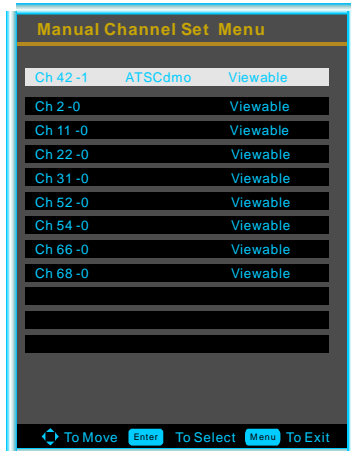 Manual Channel Set Menu
Ch 42 -1 ATSCdmo Viewable
Ch 2 -0 Viewable
Ch 11 -0 Viewable
Ch 22 -0 Viewable
Ch 31 -0 Viewable
Ch 52 -0 Viewable
Ch 54 -0 Viewable
Ch 66 -0 Viewable
Ch 68 -0 Viewable
To Move Enter To Select Menu To Exit